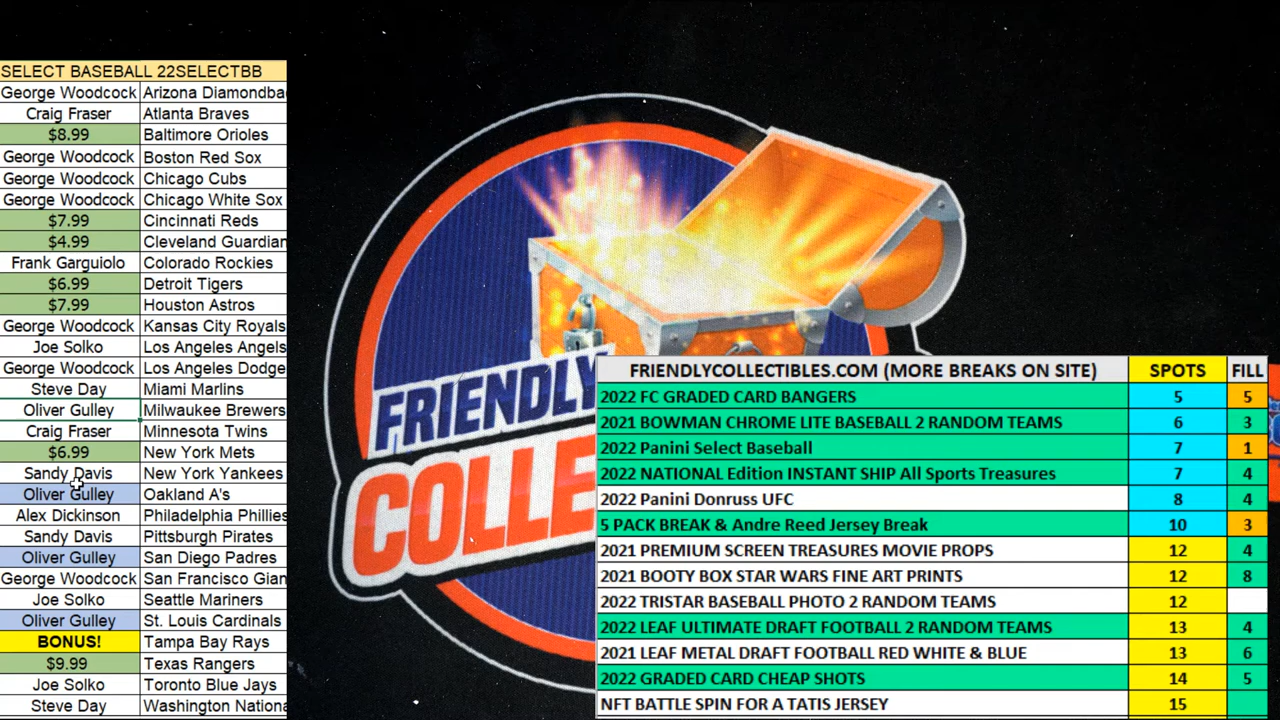 SELECT BASEBALL 22SELECTBB
George Woodcock Arizona Diamondba
Craig Fraser Atlanta Braves
$8.99 Baltimore Orioles
George Woodcock Boston Red Sox
George Woodcock Chicago Cubs
George Woodcock Chicago White Sox
$7.99 Cincinnati Reds
$4.99 Cleveland Guardian
Frank Garguiolo Colorado Rockies
$6.99 Detroit Tigers
$7.99 Houston Astros
George Woodcock Kansas City Royals
Joe Solko Los Angeles Angels
George Woodcock Los Angeles Dodge
Steve Day Miami Marlins
Oliver Gulley Milwaukee Brewers
Craig Fraser Minnesota Twins
$6.99 New York Mets
Sandy Davis New York Yankees
Oliver Gulley Oakland A's
Alex Dickinson Philadelphia Phillies
Sandy Davis Pittsburgh Pirates
Oliver Gulley San Diego Padres
George Woodcock San Francisco Gian
Joe Solko Seattle Mariners
Oliver Gulley St. Louis Cardinals
BONUS! Tampa Bay Rays
$9.99 Texas Rangers
Joe Solko Toronto Blue Jays
Steve Day Washington Nationa
FRIENDLY
COLLE
FRIENDLYCOLLECTIBLES.COM (MORE BREAKS ON SITE) SPOTS FILL
2022 FC GRADED CARD BANGERS 5 5
2021 BOWMAN CHROME LITE BASEBALL 2 RANDOM TEAMS 6 3
2022 Panini Select Baseball 7 1
2022 NATIONAL Edition INSTANT SHIP All Sports Treasures 7 4
2022 Panini Donruss UFC 8 4
5 PACK BREAK & Andre Reed Jersey Break 10 3
2021 PREMIUM SCREEN TREASURES MOVIE PROPS 12 4
2021 BOOTY BOX STAR WARS FINE ART PRINTS 12 8
2022 TRISTAR BASEBALL PHOTO 2 RANDOM TEAMS 12
2022 LEAF ULTIMATE DRAFT FOOTBALL 2 RANDOM TEAMS 13 4
2021 LEAF METAL DRAFT FOOTBALL RED WHITE & BLUE 13 6
2022 GRADED CARD CHEAP SHOTS 14 5
NFT BATTLE SPIN FOR A TATIS JERSEY 15